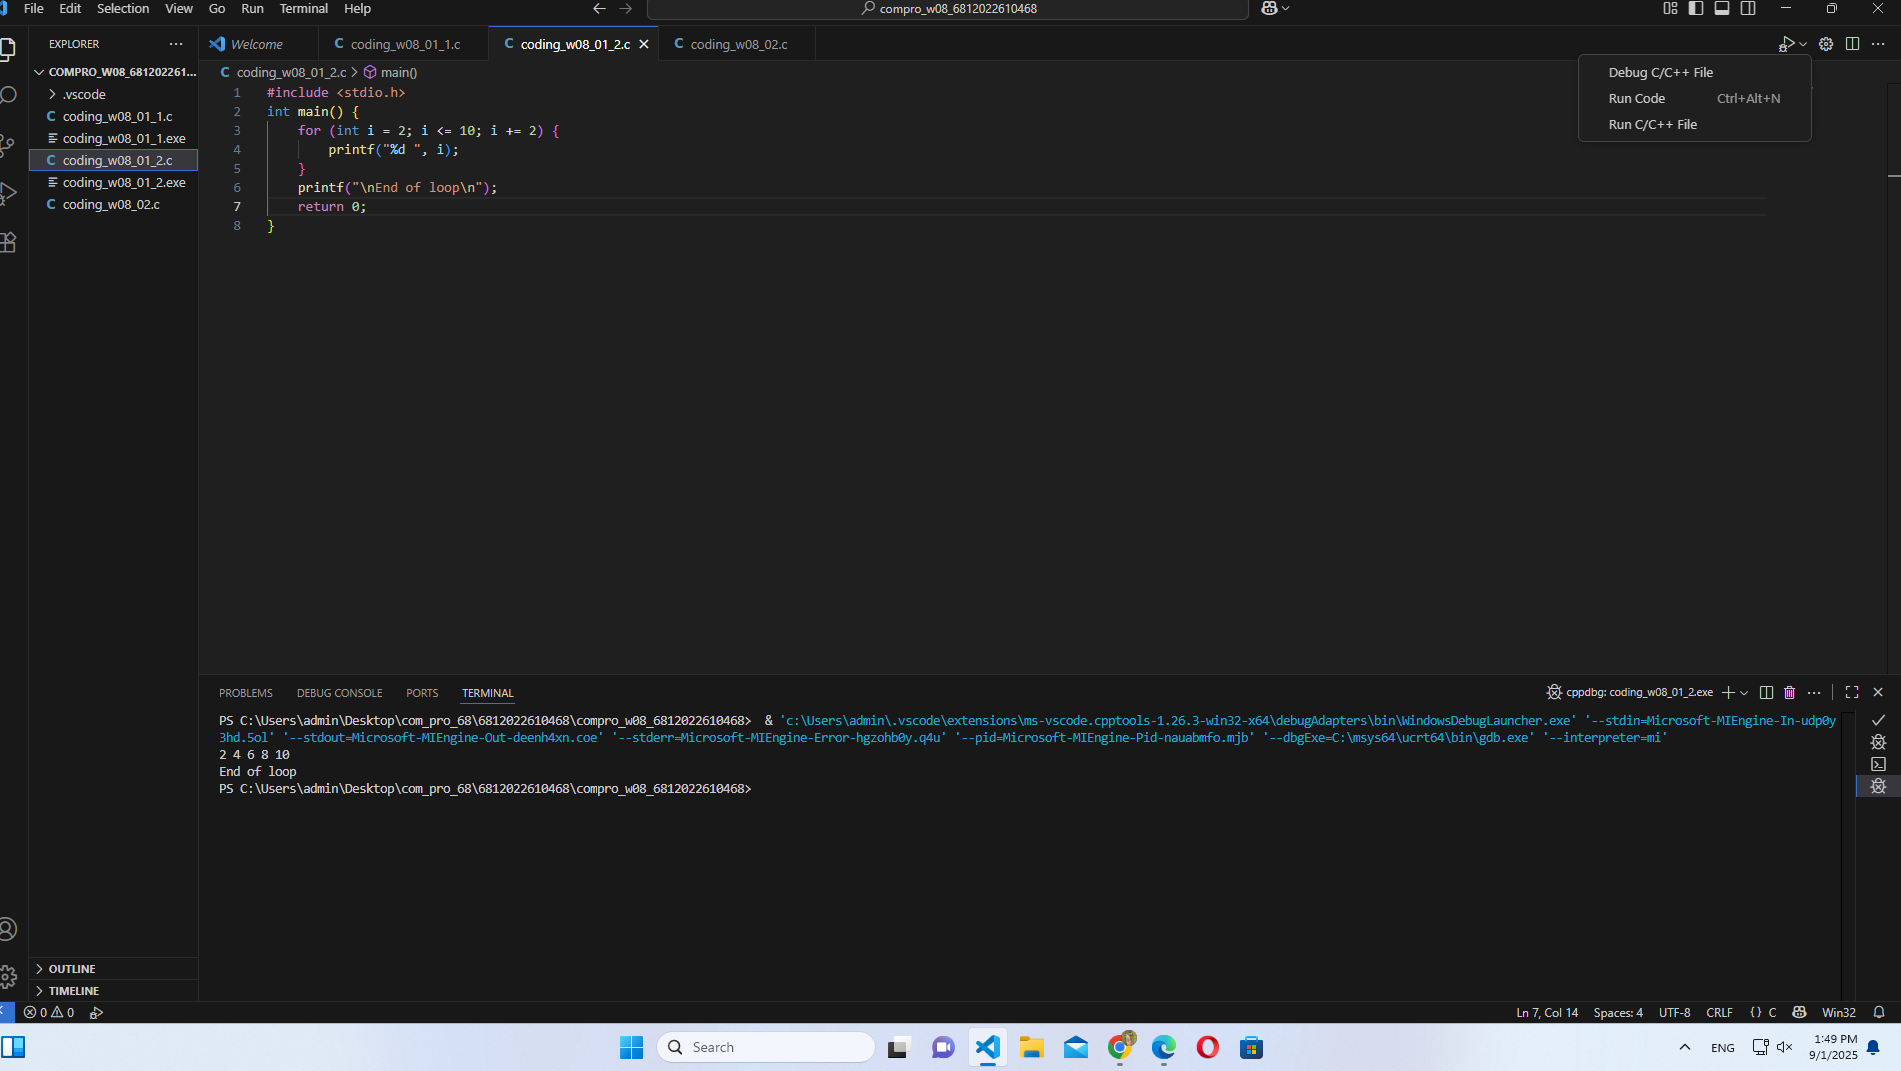 File Edit Selection View Go Run Terminal Help
compro_w08_6812022610468
EXPLORER
COMPRO_W08_681202261...
.vscode
C coding_w08_01_1.c
coding_w08_01_1.exe
C coding_w08_01_2.c
coding_w08_01_2.exe
C coding_w08_02.c
Welcome
C coding_w08_01_1.c
C coding_w08_01_2.c
C coding_w08_02.c
C coding_w08_01_2.c > main()
1 #include <stdio.h>
2 int main() {
3 for (int i = 2; i <= 10; i += 2) {
4 printf("%d ", i);
5 }
6 printf("\nEnd of loop\n");
7 return 0;
8 }
Debug C/C++ File
Run Code Ctrl+Alt+N
Run C/C++ File
PROBLEMS DEBUG CONSOLE PORTS TERMINAL
cppdbg: coding_w08_01_2.exe
PS C:\Users\admin\Desktop\com_pro_68\6812022610468\compro_w08_6812022610468> & 'c:\Users\admin\.vscode\extensions\ms-vscode.cpptools-1.26.3-win32-x64\debugAdapters\bin\WindowsDebugLauncher.exe' '--stdin=Microsoft-MIEngine-In-udp0y
3hd.5ol' '--stdout=Microsoft-MIEngine-Out-deenh4xn.coe' '--stderr=Microsoft-MIEngine-Error-hgzohb0y.q4u' '--pid=Microsoft-MIEngine-Pid-nauabmfo.mjb' '--dbgExe=C:\msys64\ucrt64\bin\gdb.exe' '--interpreter=mi'
2 4 6 8 10
End of loop
PS C:\Users\admin\Desktop\com_pro_68\6812022610468\compro_w08_6812022610468>
OUTLINE
TIMELINE
0 0
Ln 7, Col 14 Spaces: 4 UTF-8 CRLF {} C Win32
Search
ENG
1:49 PM
9/1/2025